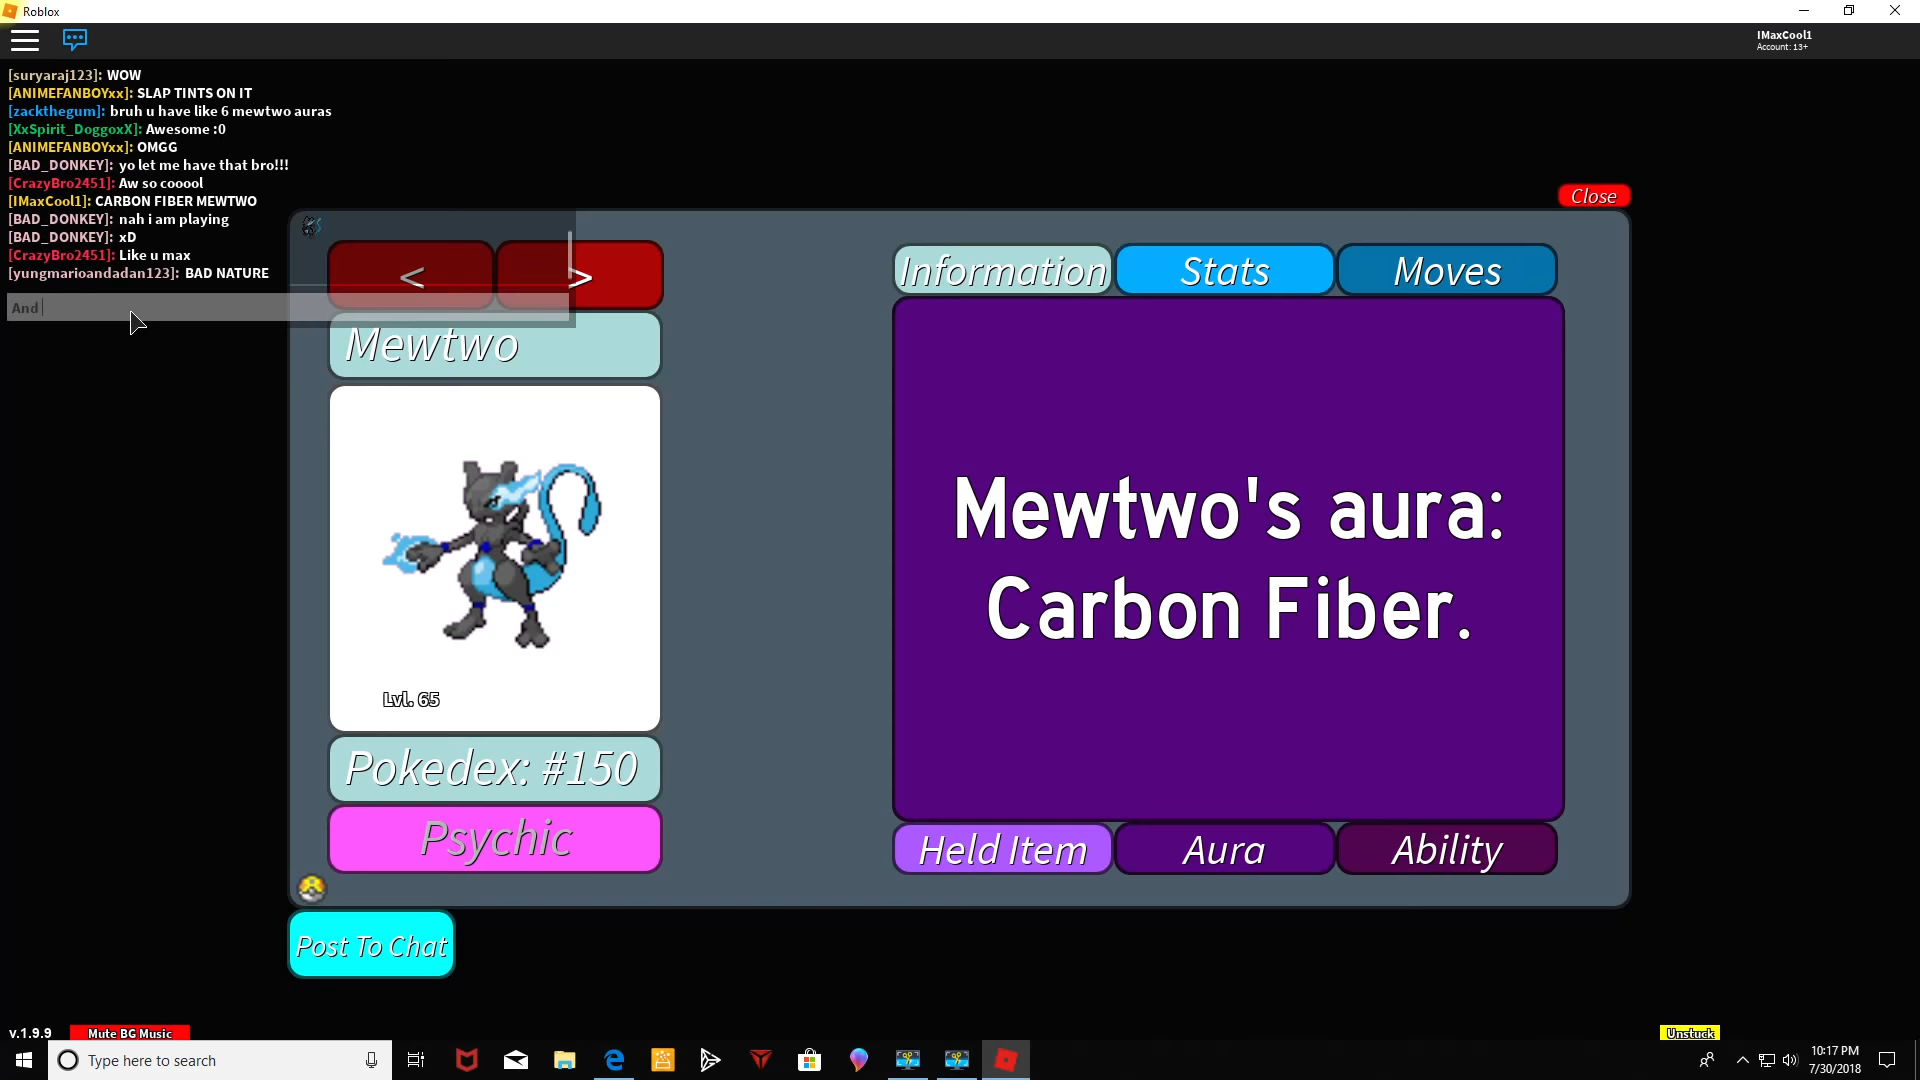 Roblox
IMaxCool1
Account: 13+
[suryaraj123]: WOW
[ANIMEFANBOYxx]: SLAP TINTS ON IT
[zackthegum]: bruh u have like 6 mewtwo auras
[XxSpirit_DoggoxX]: Awesome :0
[ANIMEFANBOYxx]: OMGG
[BAD_DONKEY]: yo let me have that bro!!!
[CrazyBro2451]: Aw so cooool
[IMaxCool1]: CARBON FIBER MEWTWO
[BAD_DONKEY]: nah i am playing
[BAD_DONKEY]: xD
[CrazyBro2451]: Like u max
[yungmarioandadan123]: BAD NATURE
And
Close
< >
Mewtwo
Lvl. 65
Pokedex: #150
Psychic
Information Stats Moves
Mewtwo's aura:
Carbon Fiber.
Held Item Aura Ability
Post To Chat
v.1.9.9
Mute BG Music
Unstuck
Type here to search
10:17 PM
7/30/2018